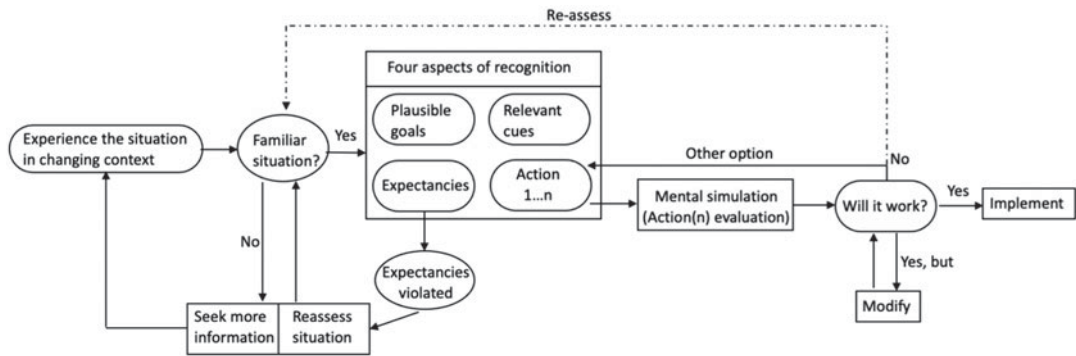 Re-assess
Four aspects of recognition
Plausible
goals
Relevant
cues
Experience the situation
in changing context
Familiar
situation?
Yes
Expectancies
Action
1...n
Other option
No
Mental simulation
(Action(n) evaluation)
Will it work?
Yes
Implement
No
Yes, but
Expectancies
violated
Modify
Seek more
information
Reassess
situation